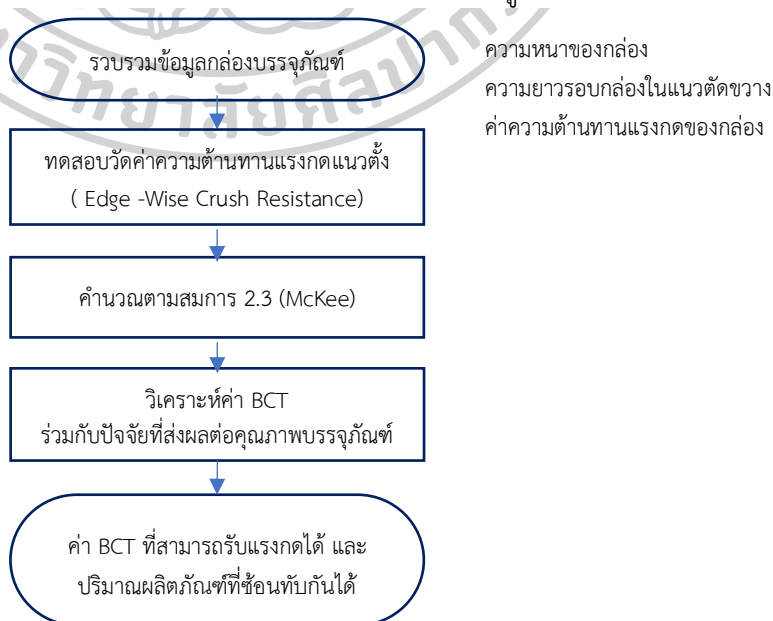 รวบรวมข้อมูลกล่องบรรจุภัณฑ์
ความหนาของกล่อง
ความยาวรอบกล่องในแนวตัดขวาง
ค่าความต้านทานแรงกดของกล่อง
ทดสอบวัดค่าความต้านทานแรงกดแนวตั้ง
( Edge -Wise Crush Resistance)
คำนวณตามสมการ 2.3 (McKee)
วิเคราะห์ค่า BCT
ร่วมกับปัจจัยที่ส่งผลต่อคุณภาพบรรจุภัณฑ์
ค่า BCT ที่สามารถรับแรงกดได้ และ
ปริมาณผลิตภัณฑ์ที่ซ้อนทับกันได้